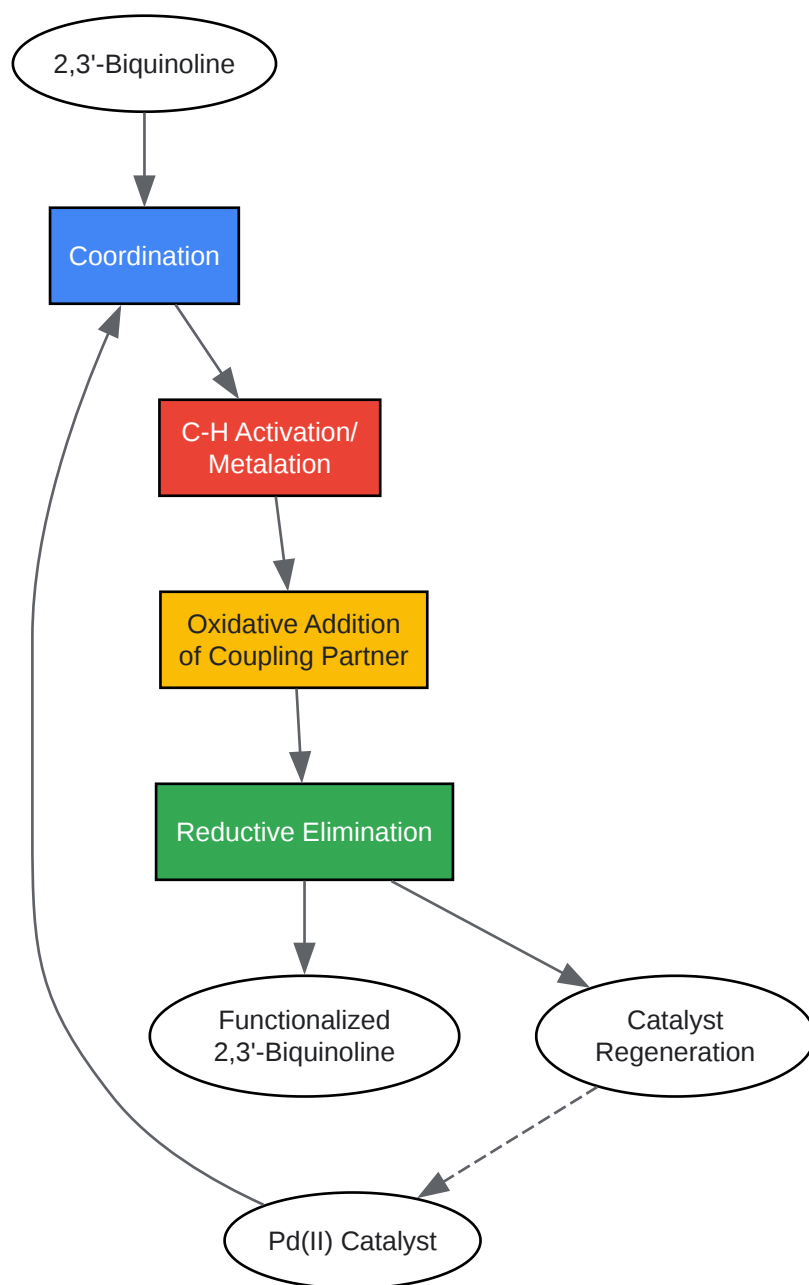 2,3'-Biquinoline
Coordination
C-H Activation/
Metalation
Oxidative Addition
of Coupling Partner
Reductive Elimination
Functionalized
2,3'-Biquinoline
Catalyst
Regeneration
Pd(II) Catalyst